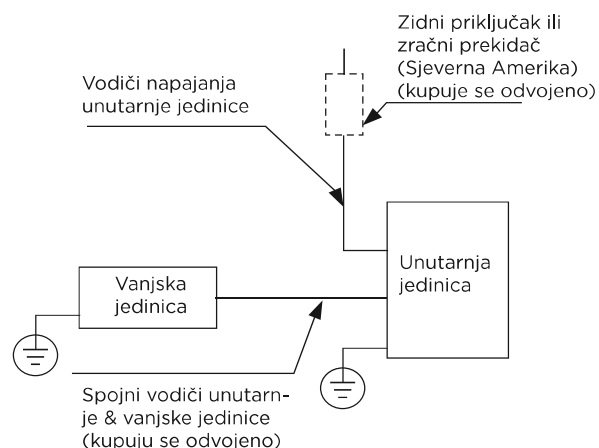 Zidni priključak ili
zračni prekidač
(Sjeverna Amerika)
(kupuje se odvojeno)
Vodiči napajanja
unutarnje jedinice
Unutarnja
jedinica
Vanjska
jedinica
Spojni vodiči unutarn-
je & vanjske jedinice
(kupuju se odvojeno)